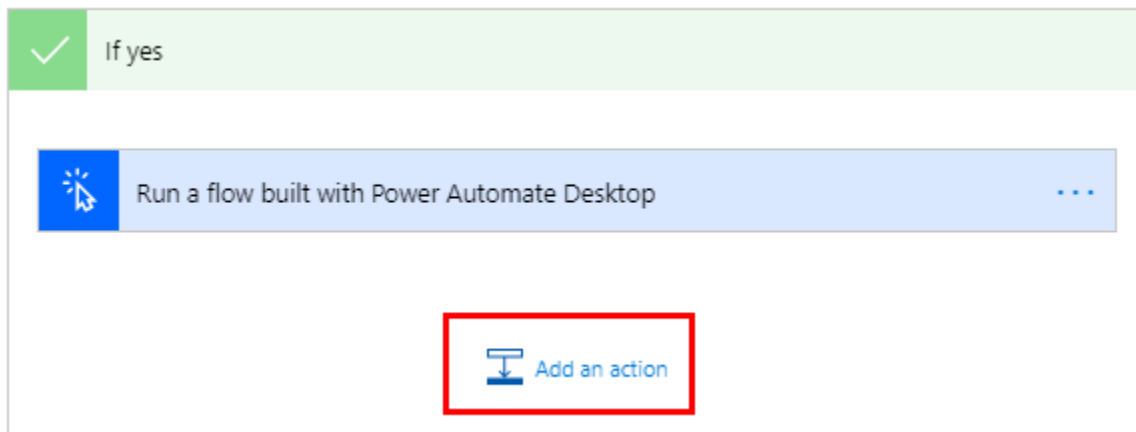 If yes
Run a flow built with Power Automate Desktop
Add an action